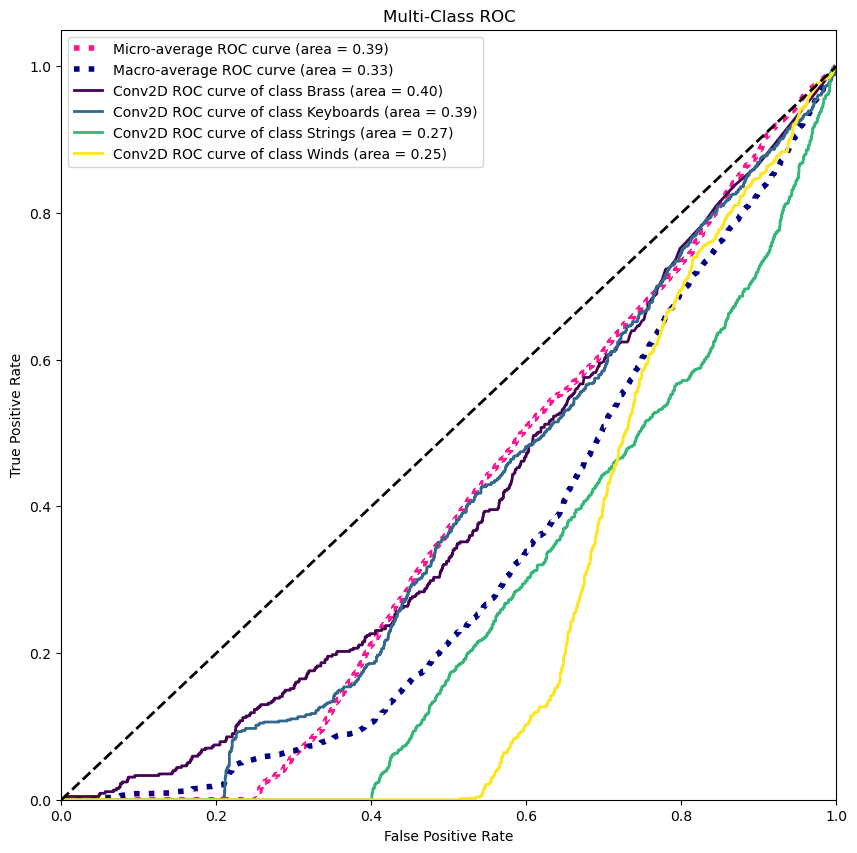 Multi-Class ROC
Micro-average ROC curve (area = 0.39)
Macro-average ROC curve (area = 0.33)
Conv2D ROC curve of class Brass (area = 0.40)
Conv2D ROC curve of class Keyboards (area = 0.39)
Conv2D ROC curve of class Strings (area = 0.27)
Conv2D ROC curve of class Winds (area = 0.25)
1.0
0.8
0.6
0.4
0.2
0.0
True Positive Rate
0.0 0.2 0.4 0.6 0.8 1.0
False Positive Rate